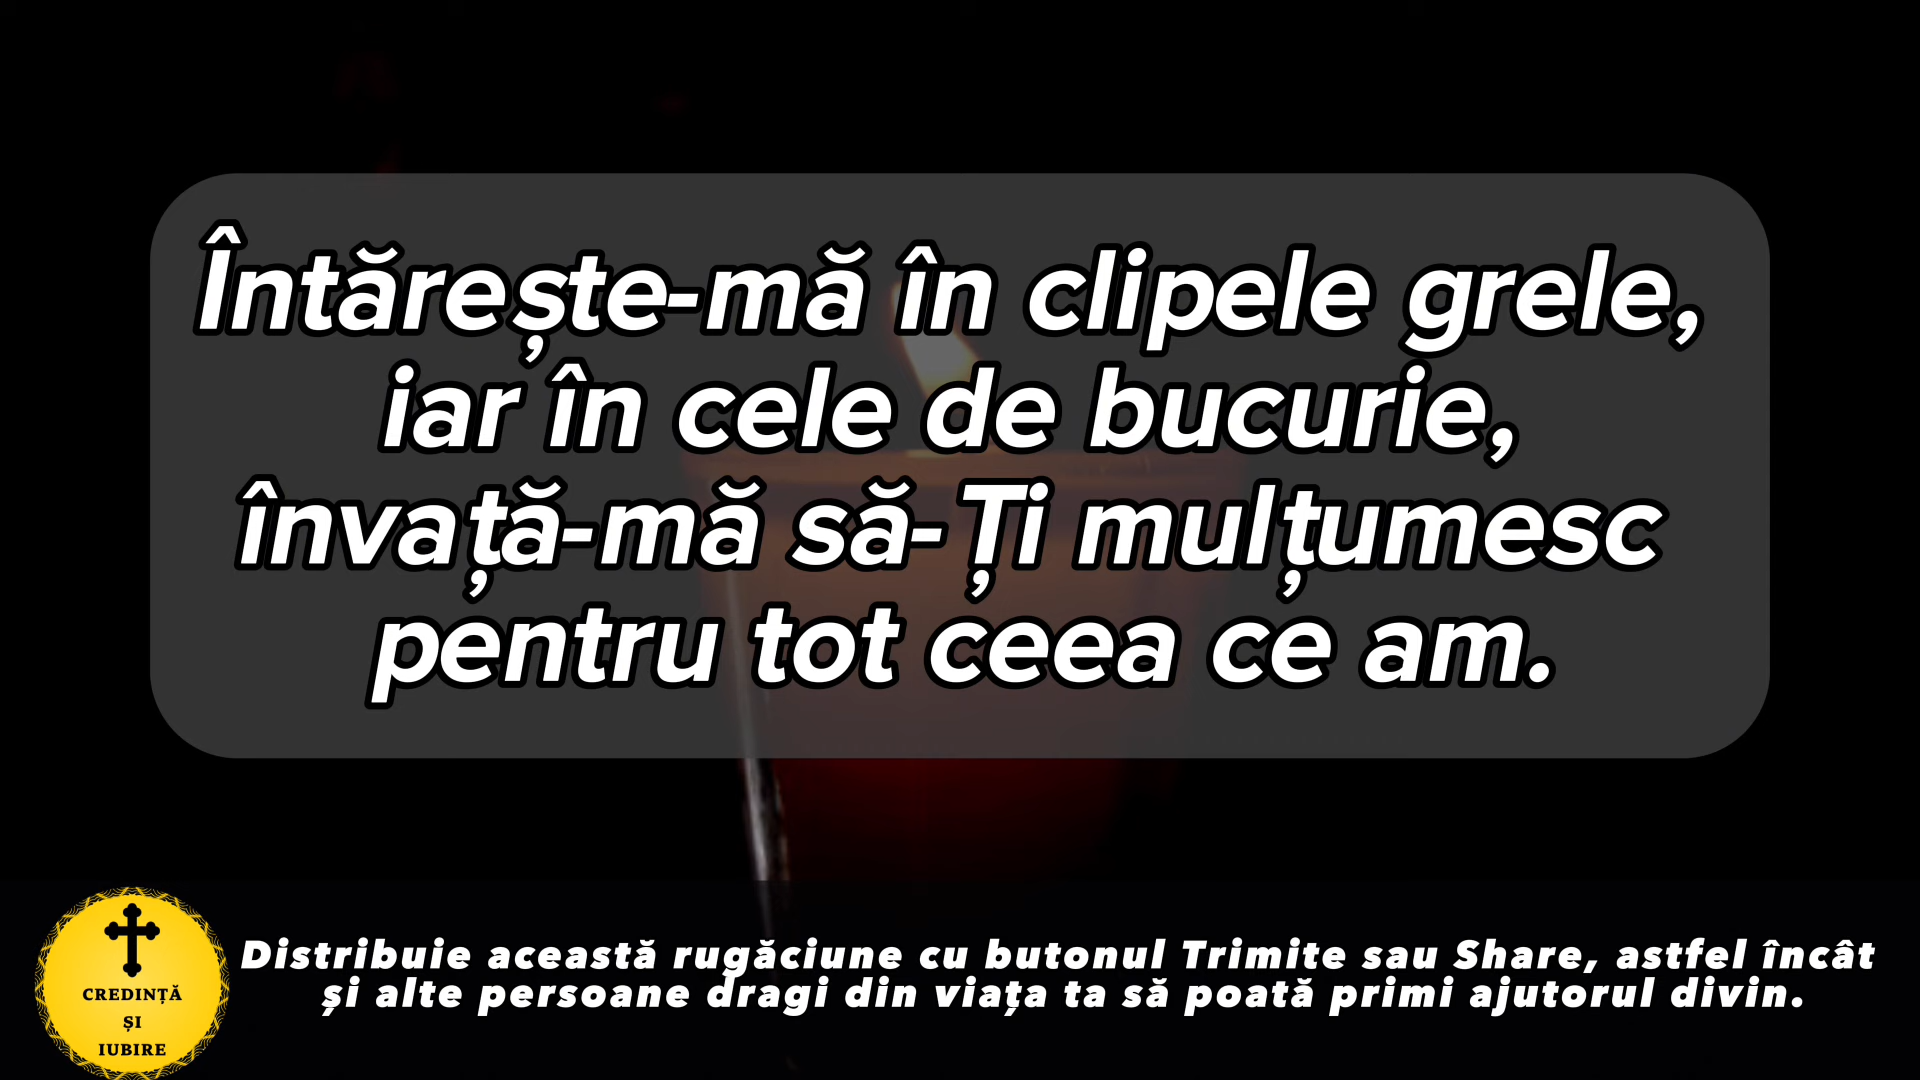 Întărește-mă în clipele grele,
iar în cele de bucurie,
învață-mă să-Ți mulțumesc
pentru tot ceea ce am.
CREDINȚĂ
ȘI
IUBIRE
Distribuie această rugăciune cu butonul Trimite sau Share, astfel încât
și alte persoane dragi din viața ta să poată primi ajutorul divin.